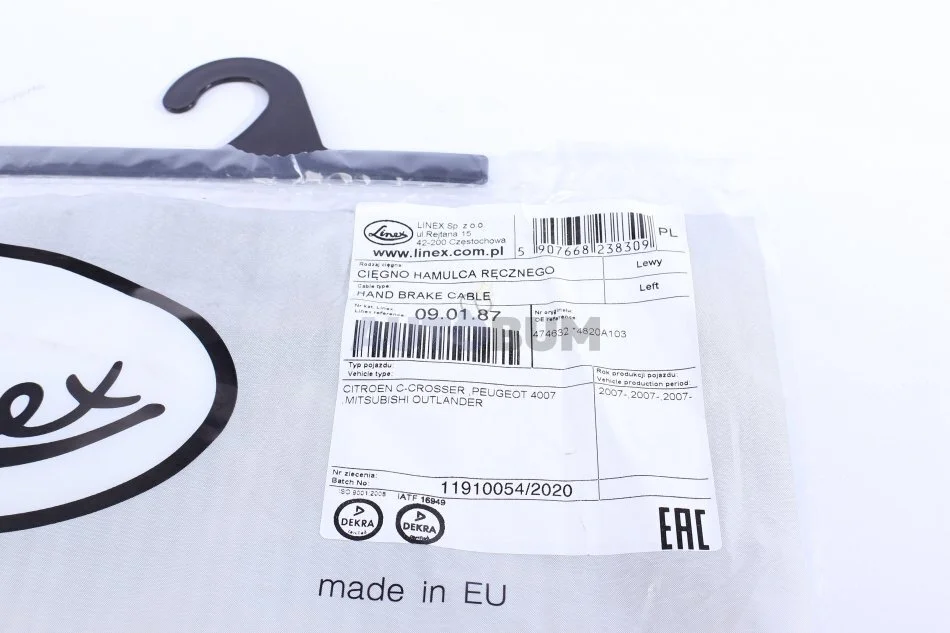 Linex
LINEX Sp. z o.o.
ul.Rejtana 15
42-200 Czestochowa
www.linex.com.pl
5 907668 238309
PL
Rodzaj cięgna:
CIĘGNO HAMULCA RĘCZNEGO
Lewy
Cable type:
HAND BRAKE CABLE
Left
Nr kat. Linex
Linex reference:
09.01.87
Nr oryginału:
OE reference:
474632 *4820A103
BUM
Typ pojazdu:
Vehicle type:
CITROEN C-CROSSER ,PEUGEOT 4007
,MITSUBISHI OUTLANDER
Rok produkcji pojazdu:
Vehicle production period:
2007-,2007-,2007-
Nr zlecenia:
Batch No:
11910054/2020
ISO 9001:2008
IATF 16949
DEKRA
DEKRA
EAC
ex
made in EU